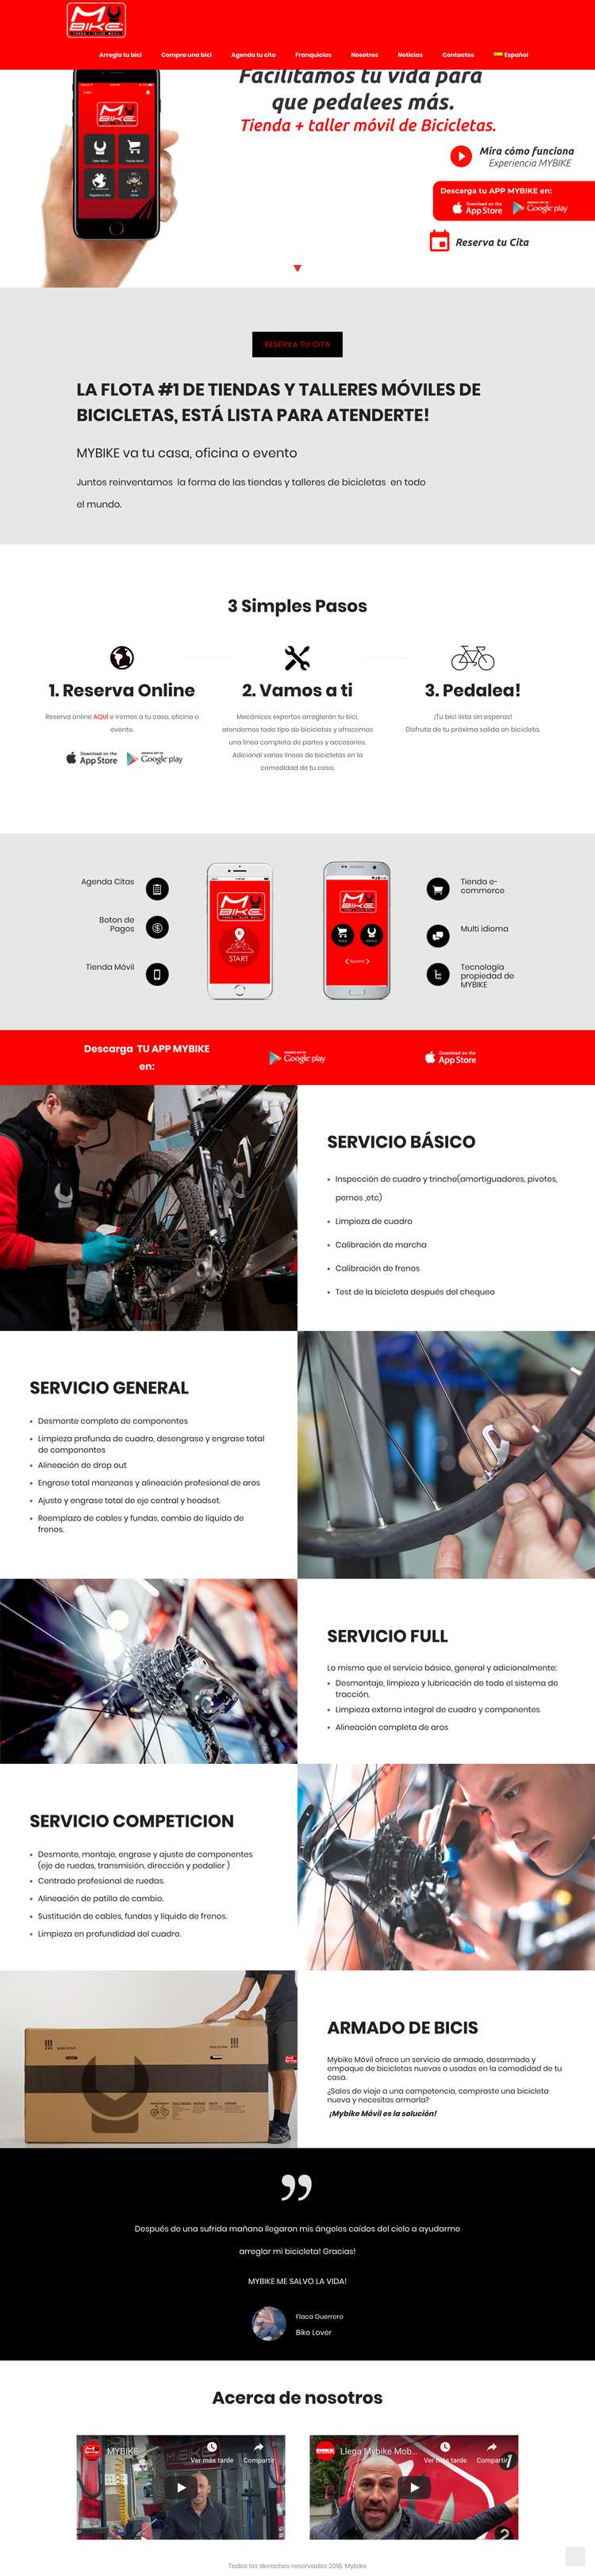 MY
BIKE
TIENDA + TALLER MÓVIL
Arregla tu bici
Compra una bici
Agenda tu cita
Franquicias
Nosotros
Noticias
Contactos
Español
Facilitamos tu vida para
que pedalees más.
Tienda + taller móvil de Bicicletas.
Mira cómo funciona
Experiencia MYBIKE
Descarga tu APP MYBIKE en:
Download on the
App Store
Google play
Reserva tu Cita
RESERVA TU CITA
LA FLOTA #1 DE TIENDAS Y TALLERES MÓVILES DE
BICICLETAS, ESTÁ LISTA PARA ATENDERTE!
MYBIKE va tu casa, oficina o evento
Juntos reinventamos la forma de las tiendas y talleres de bicicletas en todo
el mundo.
3 Simples Pasos
1. Reserva Online
Reserva online AQUÍ e iremos a tu casa, oficina o
evento.
Download on the
App Store
Google play
2. Vamos a ti
Mecánicos expertos arreglarán tu bici,
atendemos todo tipo de bicicletas y ofrecemos
una línea completa de partes y accesorios.
Adicional varias líneas de bicicletas en la
comodidad de tu casa.
3. Pedalea!
¡Tu bici lista sin esperas!
Disfruta de tu próxima salida en bicicleta.
Agenda Citas
Boton de
Pagos
Tienda Móvil
MY
BIKE
START
MY
BIKE
Español
Tienda e-
commerce
Multi idioma
Tecnología
propiedad de
MYBIKE
Descarga TU APP MYBIKE
en:
Google play
Download on the
App Store
SERVICIO BÁSICO
Inspección de cuadro y trinche(amortiguadores, pivotes,
pernos ,etc)
Limpieza de cuadro
Calibración de marcha
Calibración de frenos
Test de la bicicleta después del chequeo
SERVICIO GENERAL
Desmonte completo de componentes
Limpieza profunda de cuadro, desengrase y engrase total
de componentes
Alineación de drop out
Engrase total manzanas y alineación profesional de aros
Ajuste y engrase total de eje central y headset.
Reemplazo de cables y fundas, cambio de líquido de
frenos.
SERVICIO FULL
Lo mismo que el servicio básico, general y adicionalmente:
Desmontaje, limpieza y lubricación de todo el sistema de
tracción.
Limpieza externa integral de cuadro y componentes
Alineación completa de aros
SERVICIO COMPETICION
Desmonte, montaje, engrase y ajuste de componentes
(eje de ruedas, transmisión, dirección y pedalior )
Centrado profesional de ruedas.
Alineación de patilla de cambio.
Sustitución de cables, fundas y líquido de frenos.
Limpieza en profundidad del cuadro.
ARMADO DE BICIS
Mybike Móvil ofrece un servicio de armado, desarmado y
empaque de bicicletas nuevas o usadas en la comodidad de tu
casa.
¿Sales de viaje a una competencia, compraste una bicicleta
nueva y necesitas armarla?
¡Mybike Móvil es la solución!
Después de una sufrida mañana llegaron mis ángeles caídos del cielo a ayudarme
arreglar mi bicicleta! Gracias!
MYBIKE ME SALVO LA VIDA!
Flaca Guerrero
Bike Lover
Acerca de nosotros
MYBIKE
Ver más tarde
Compartir
Llega Mybike Mob...
Ver más tarde
Compartir
1
2
Todos los derechos reservados 2018. Mybike